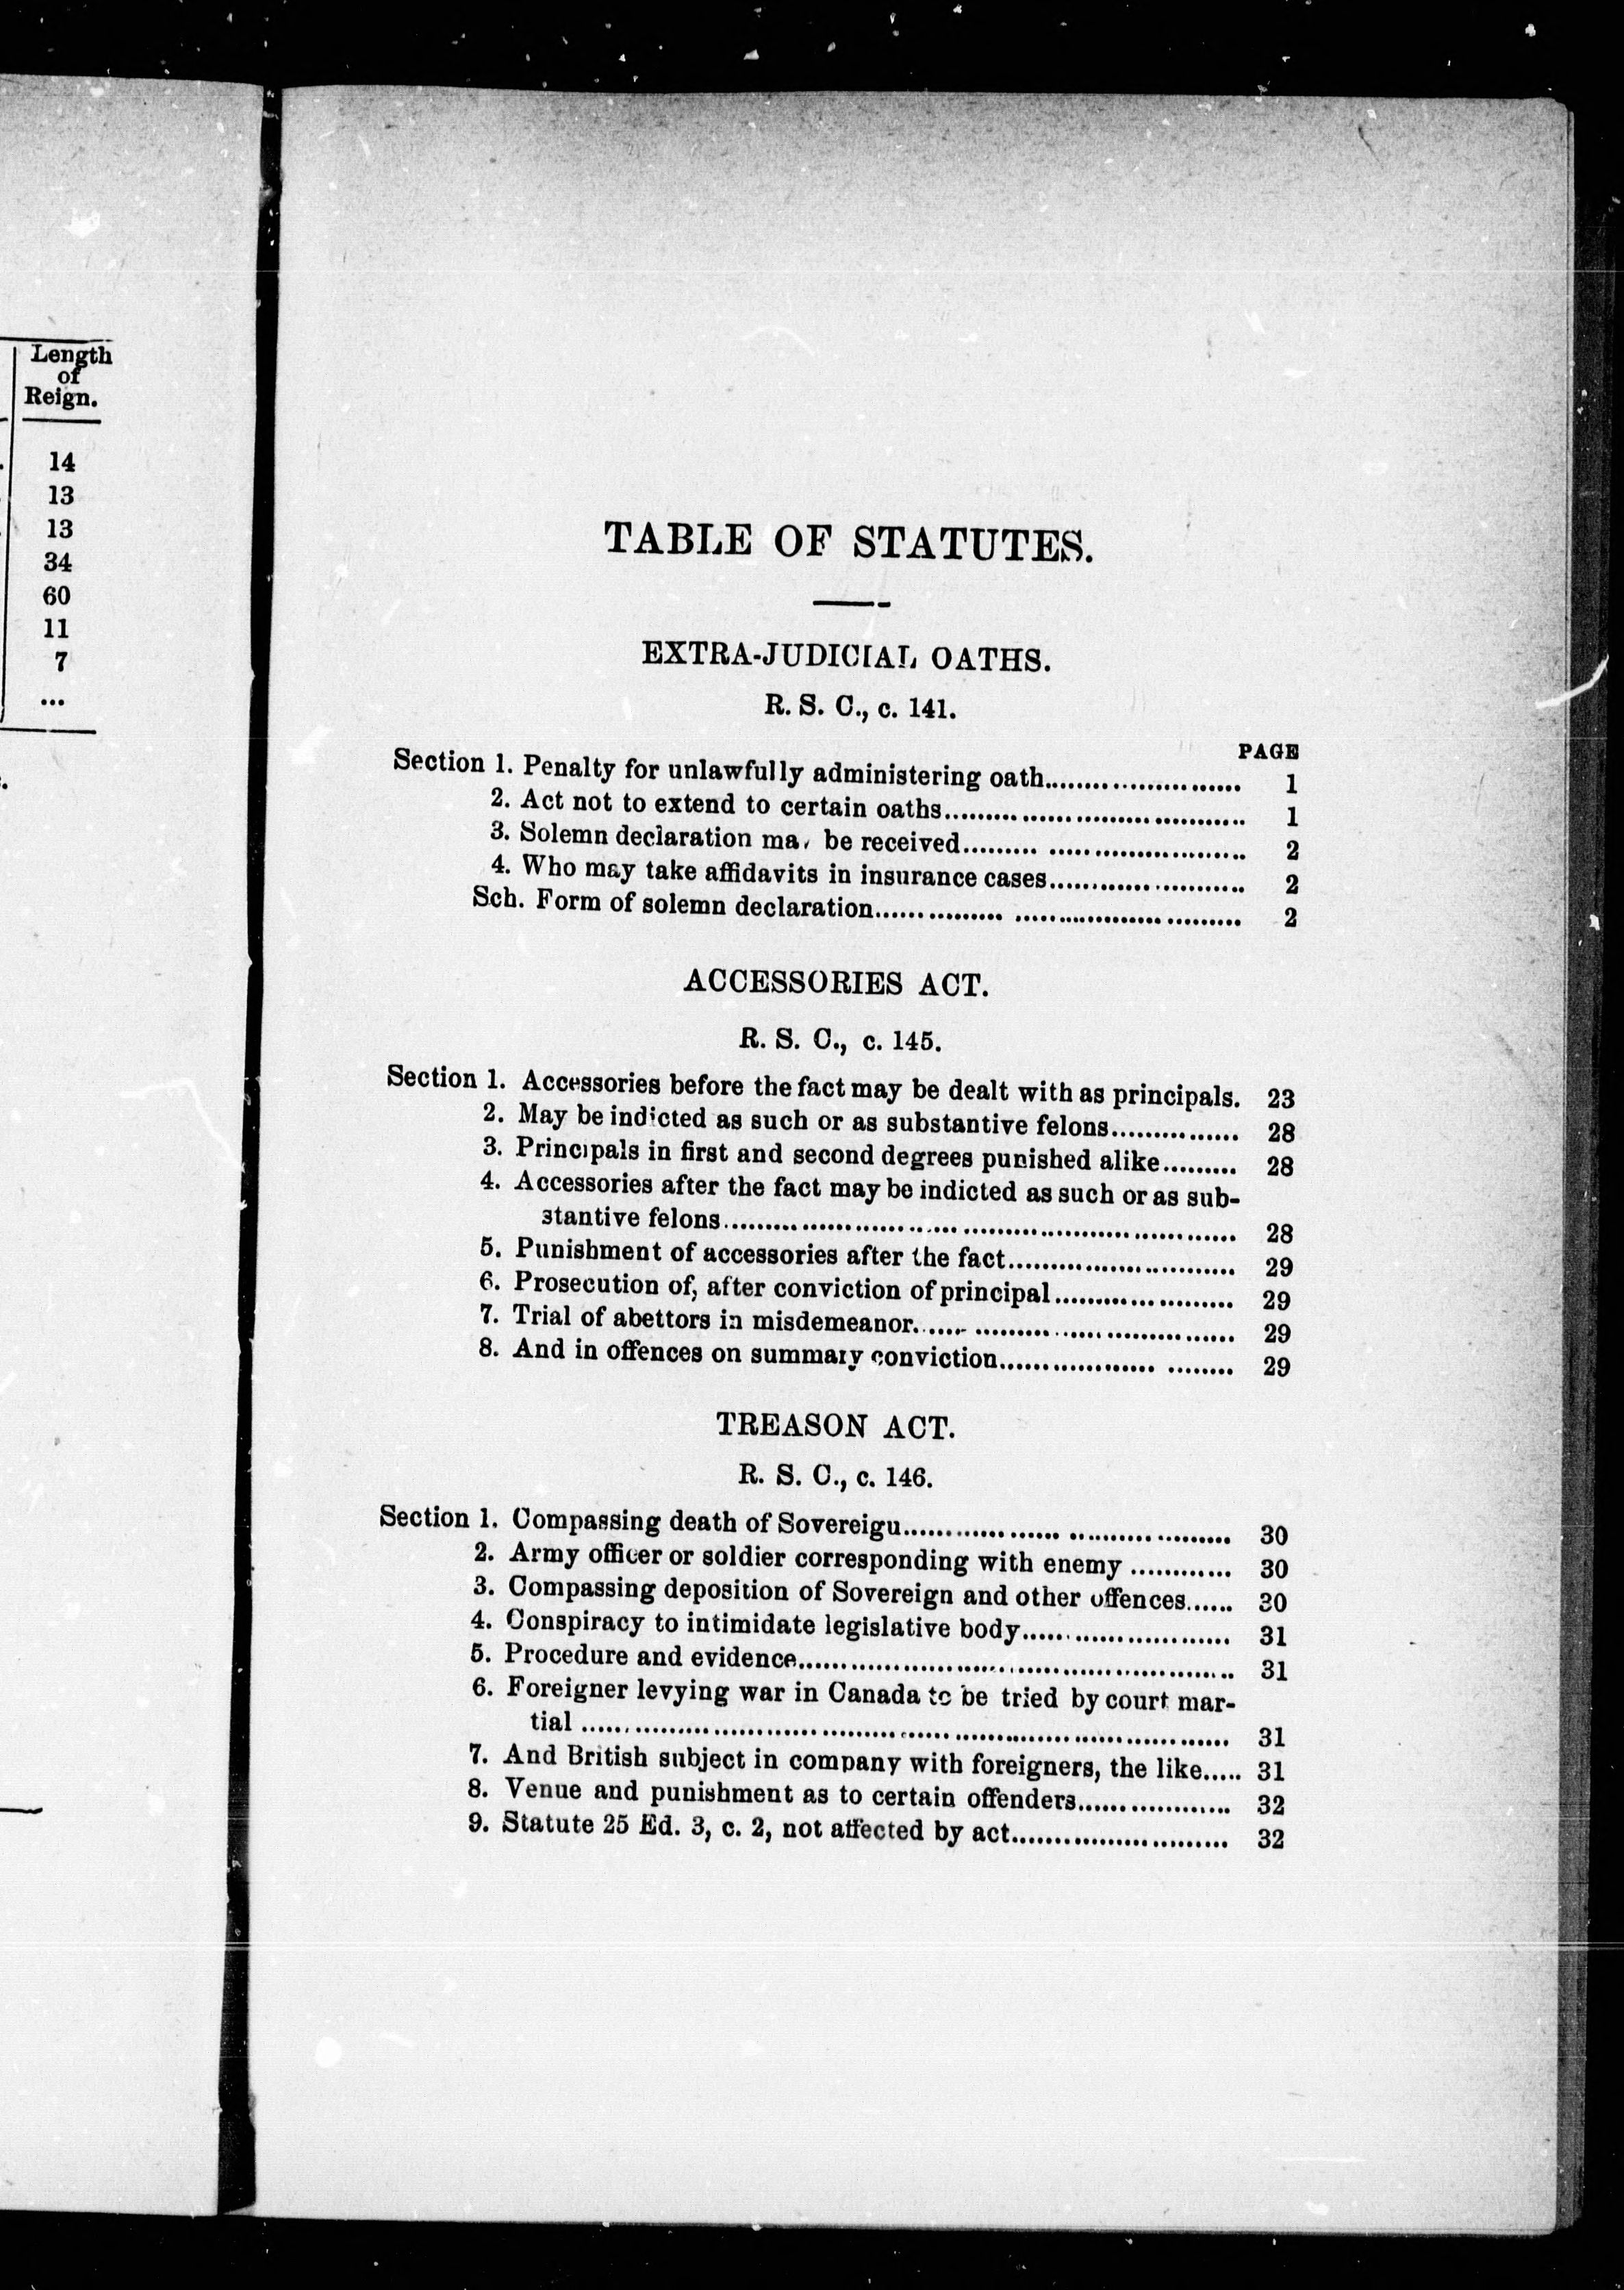 Length
of
Reign.
14
13
13
34
60
11
7
...
TABLE OF STATUTES.
EXTRA-JUDICIAL OATHS.
R. S. C., c. 141.
PAGE
Section 1. Penalty for unlawfully administering oath........................ 1
2. Act not to extend to certain oaths.................................... 1
3. Solemn declaration ma, be received......... ....................... 2
4. Who may take affidavits in insurance cases........................ 2
Sch. Form of solemn declaration............... ........................... 2
ACCESSORIES ACT.
R. S. C., c. 145.
Section 1. Accessories before the fact may be dealt with as principals. 23
2. May be indicted as such or as substantive felons............... 28
3. Principals in first and second degrees punished alike......... 28
4. Accessories after the fact may be indicted as such or as sub-
stantive felons............................................................ 28
5. Punishment of accessories after the fact........................... 29
6. Prosecution of, after conviction of principal..................... 29
7. Trial of abettors in misdemeanor....... .............................. 29
8. And in offences on summary conviction.................. ........ 29
TREASON ACT.
R. S. C., c. 146.
Section 1. Compassing death of Sovereigu.................. .................. 30
2. Army officer or soldier corresponding with enemy ............ 30
3. Compassing deposition of Sovereign and other offences...... 30
4. Conspiracy to intimidate legislative body........................ 31
5. Procedure and evidence.................................................. 31
6. Foreigner levying war in Canada to be tried by court mar-
tial ........................................................................... 31
7. And British subject in company with foreigners, the like..... 31
8. Venue and punishment as to certain offenders.................. 32
9. Statute 25 Ed. 3, c. 2, not affected by act......................... 32